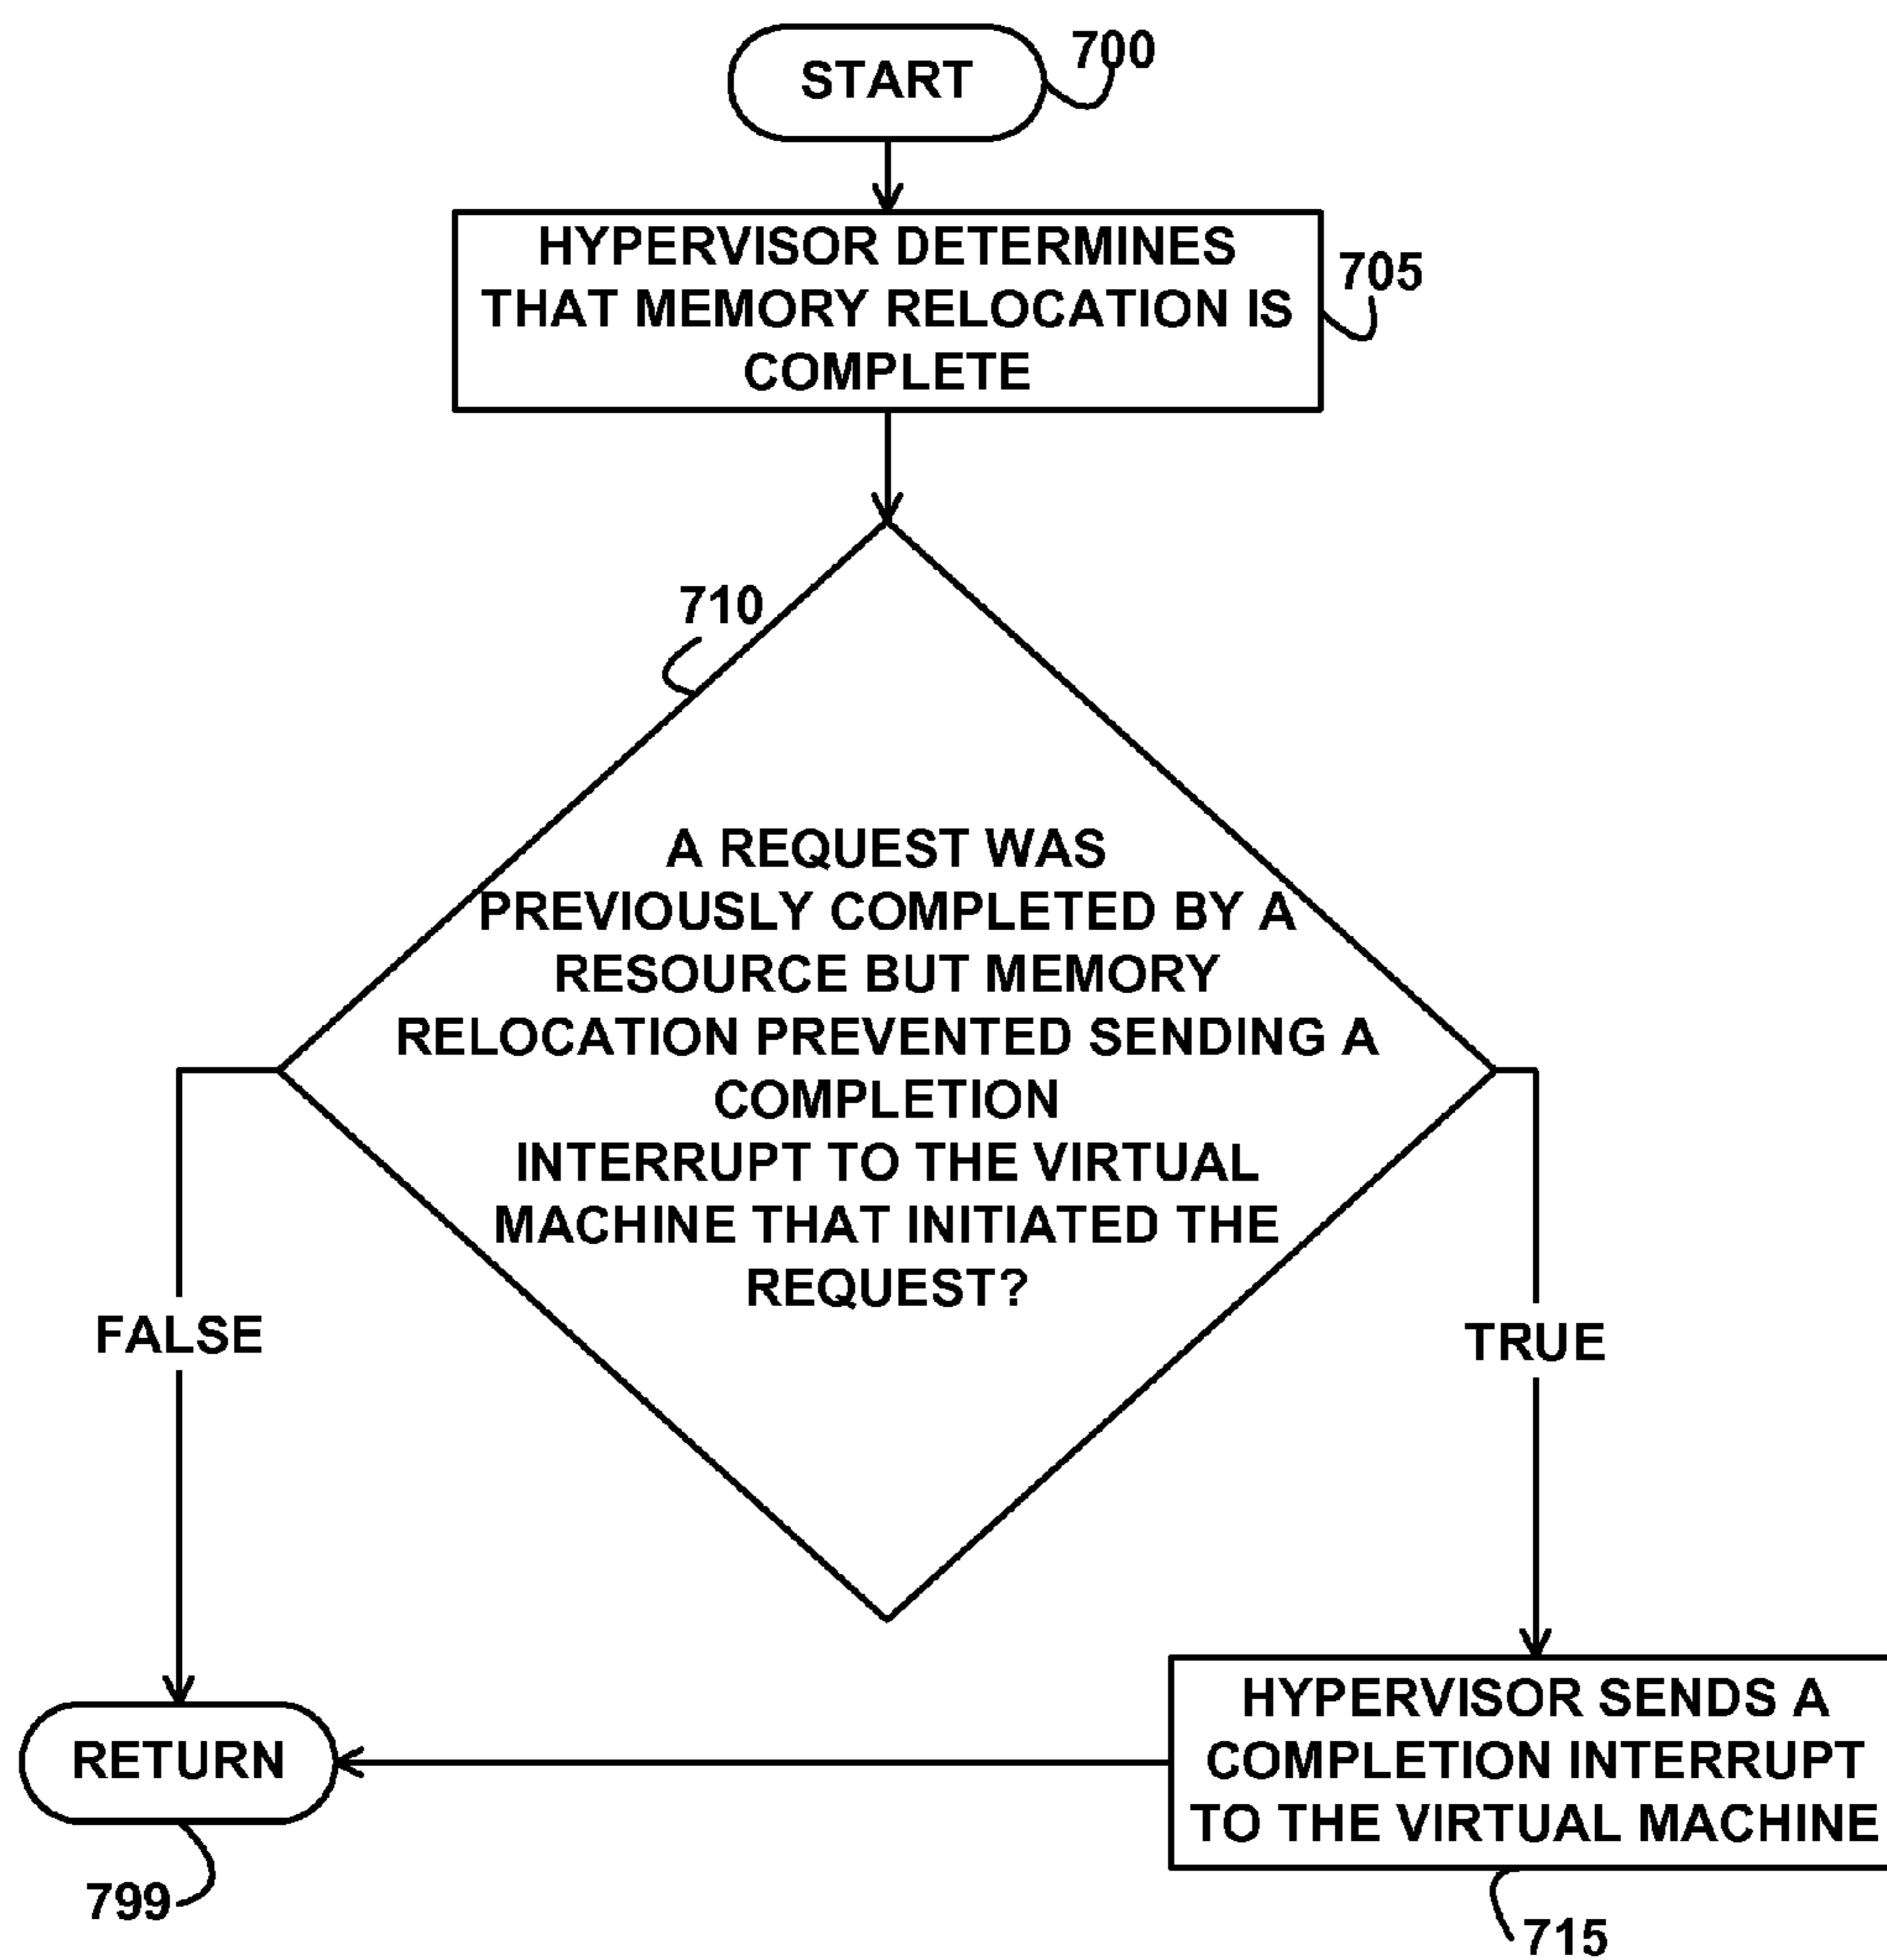 START
700
HYPERVISOR DETERMINES
THAT MEMORY RELOCATION IS
COMPLETE
705
710
A REQUEST WAS
PREVIOUSLY COMPLETED BY A
RESOURCE BUT MEMORY
RELOCATION PREVENTED SENDING A
COMPLETION
INTERRUPT TO THE VIRTUAL
MACHINE THAT INITIATED THE
REQUEST?
FALSE
TRUE
RETURN
799
HYPERVISOR SENDS A
COMPLETION INTERRUPT
TO THE VIRTUAL MACHINE
715